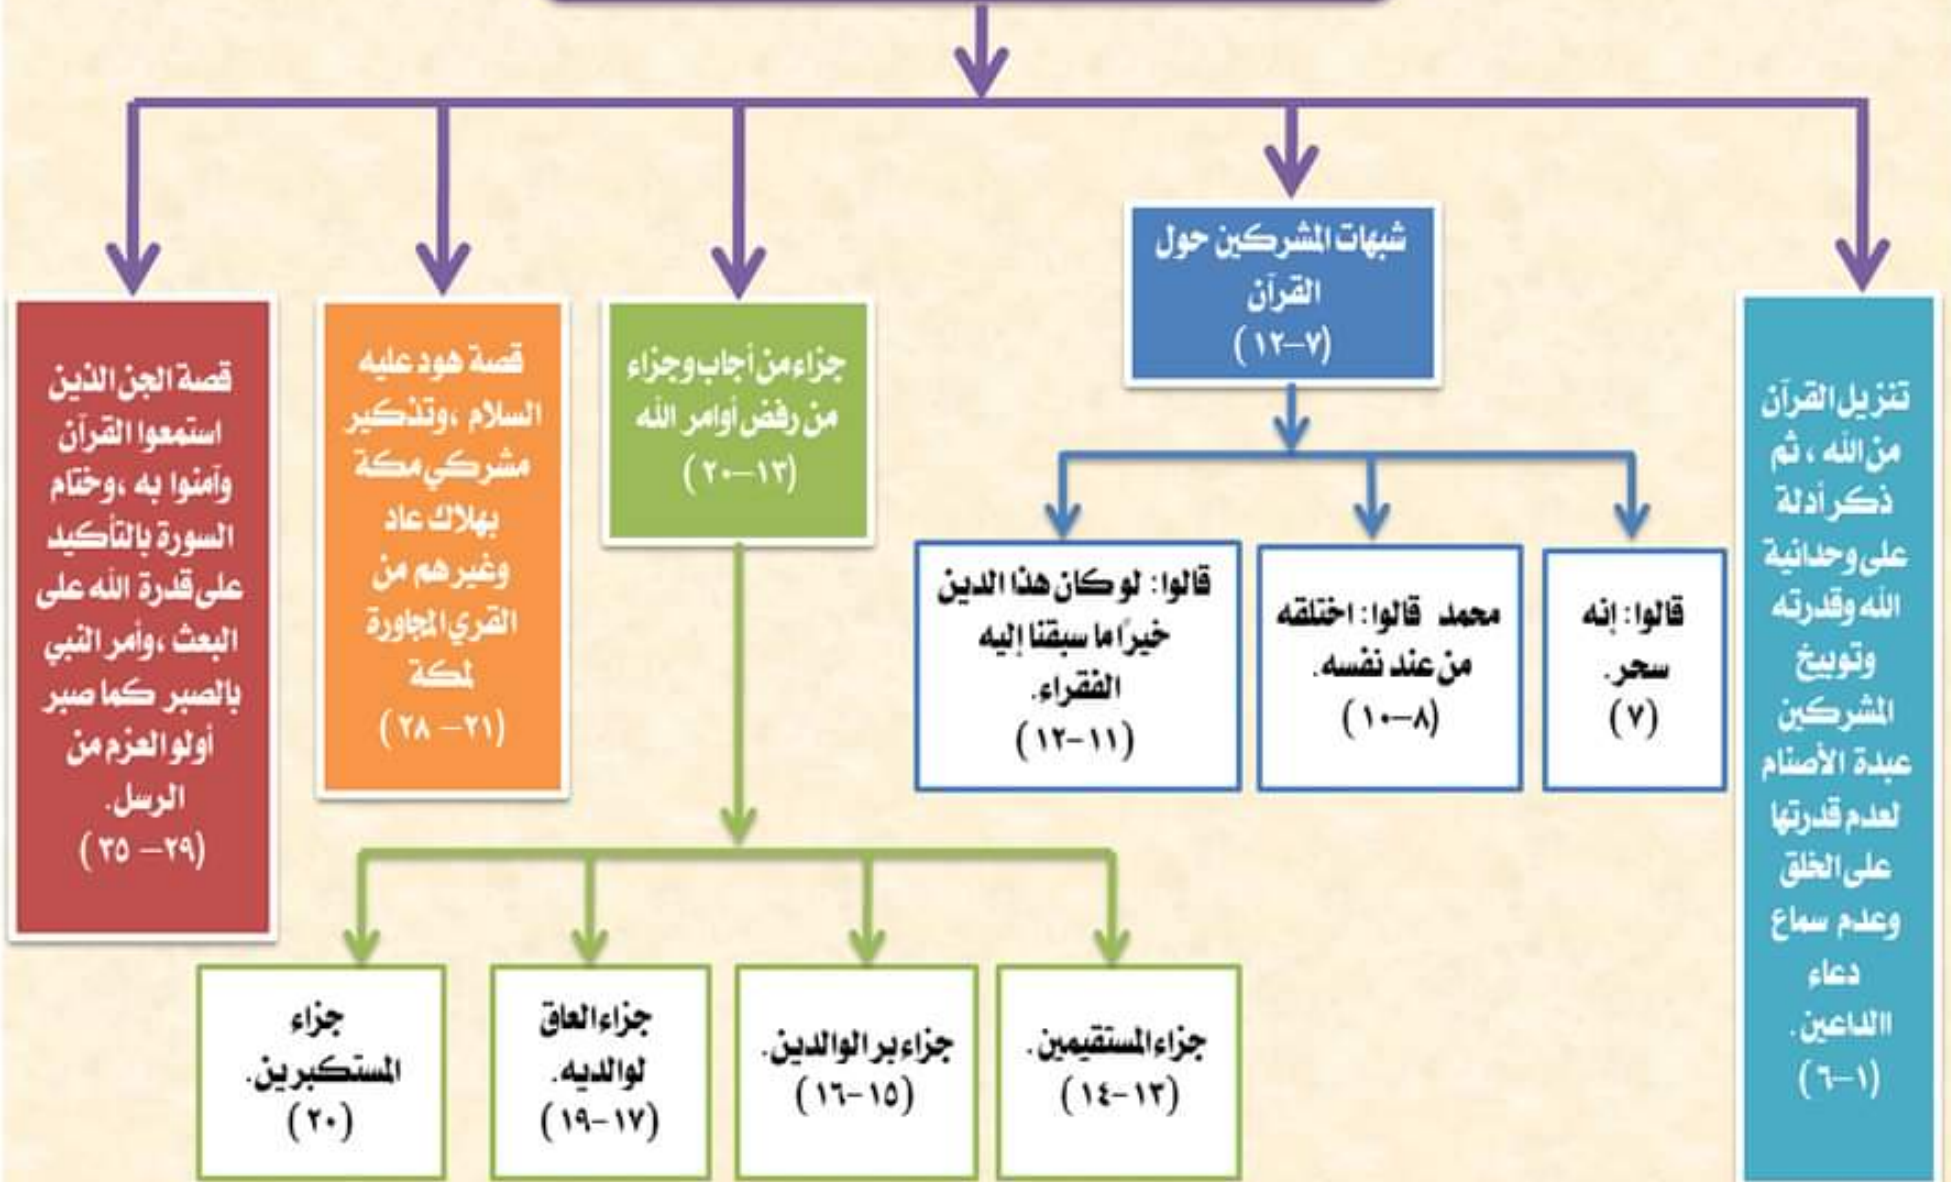 تنزيل القرآن
من الله ، ثم
ذكر أدلة
على وحدانية
الله وقدرته
وتوبيخ
المشركين
عبدة الأصنام
لعدم قدرتها
على الخلق
وعدم سماع
دعاء
االداعين .
(١–٦)
شبهات المشركين حول
القرآن
(٧–١٢)
قالوا: إنه
سحر.
(٧)
محمد قالوا: اختلقه
من عند نفسه.
(٨–١٠)
قالوا: لو كان هذا الدين
خيرًا ما سبقنا إليه
الفقراء.
(١١-١٢)
جزاء من أجاب وجزاء
من رفض أوامر الله
(١٣–٢٠)
جزاء المستقيمين .
(١٣-١٤)
جزاء بر الوالدين.
(١٥-١٦)
جزاء العاق
لوالديه.
(١٧-١٩)
جزاء
المستكبرين.
(٢٠)
قصة هود عليه
السلام ،وتذكير
مشركي مكة
بهلاك عاد
وغيرهم من
القري المجاورة
لمكة
(٢١– ٢٨)
قصة الجن الذين
استمعوا القرآن
وآمنوا به ،وختام
السورة بالتأكيد
على قدرة الله على
البعث ،وأمر النبي
بالصبر كما صبر
أولو العزم من
الرسل.
(٢٩– ٣٥)